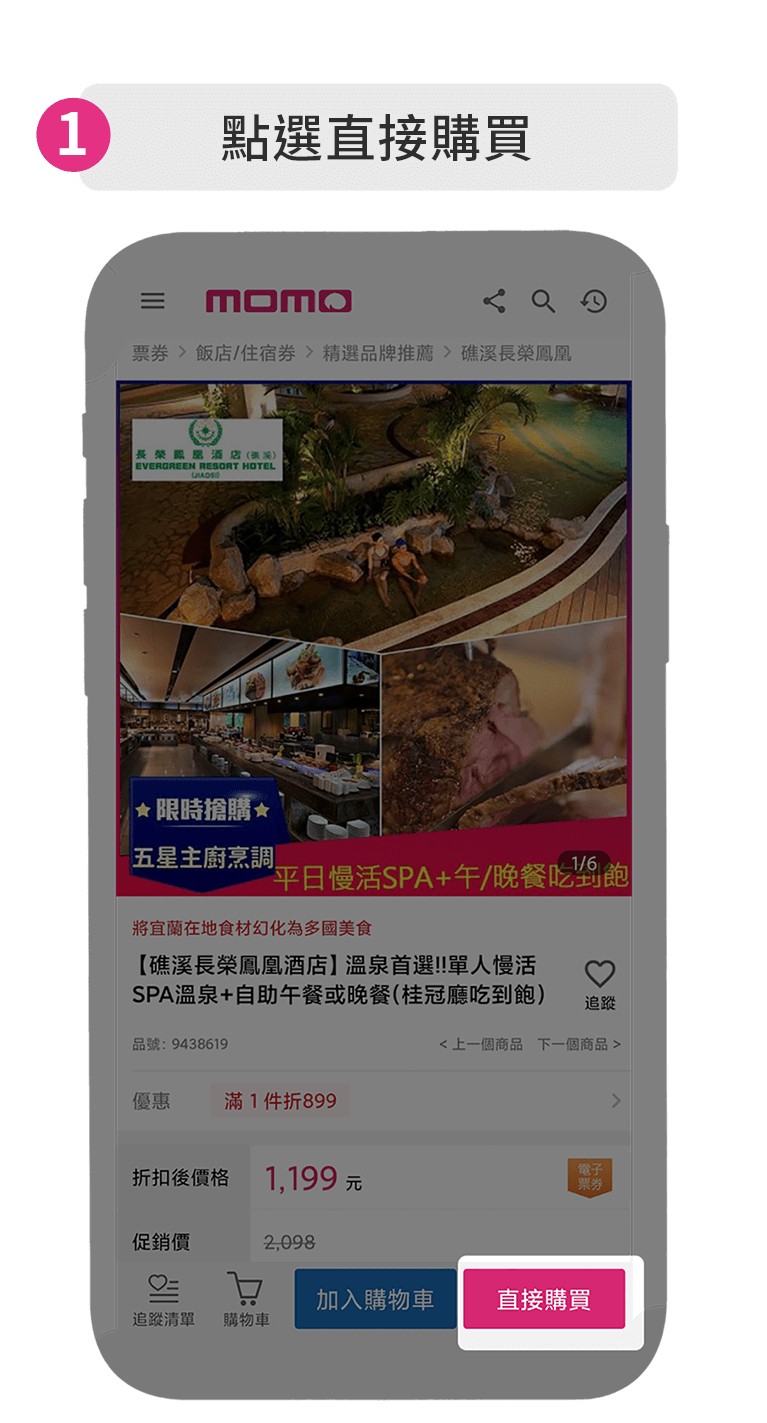 1
點選直接購買
momo
票券 > 飯店/住宿券 > 精選品牌推薦 > 礁溪長榮鳳凰
長榮鳳凰酒店(礁溪)
EVERGREEN RESORT HOTEL
(JIAOSI)
限時搶購
五星主廚烹調
平日慢活SPA+午/晚餐吃到飽
1/6
將宜蘭在地食材幻化為多國美食
【礁溪長榮鳳凰酒店】溫泉首選!!單人慢活
SPA溫泉+自助午餐或晚餐(桂冠廳吃到飽)
追蹤
品號: 9438619
< 上一個商品 下一個商品 >
優惠 滿 1 件折899 >
折扣後價格 1,199 元
電子
票券
促銷價 2,098
追蹤清單 購物車 加入購物車 直接購買